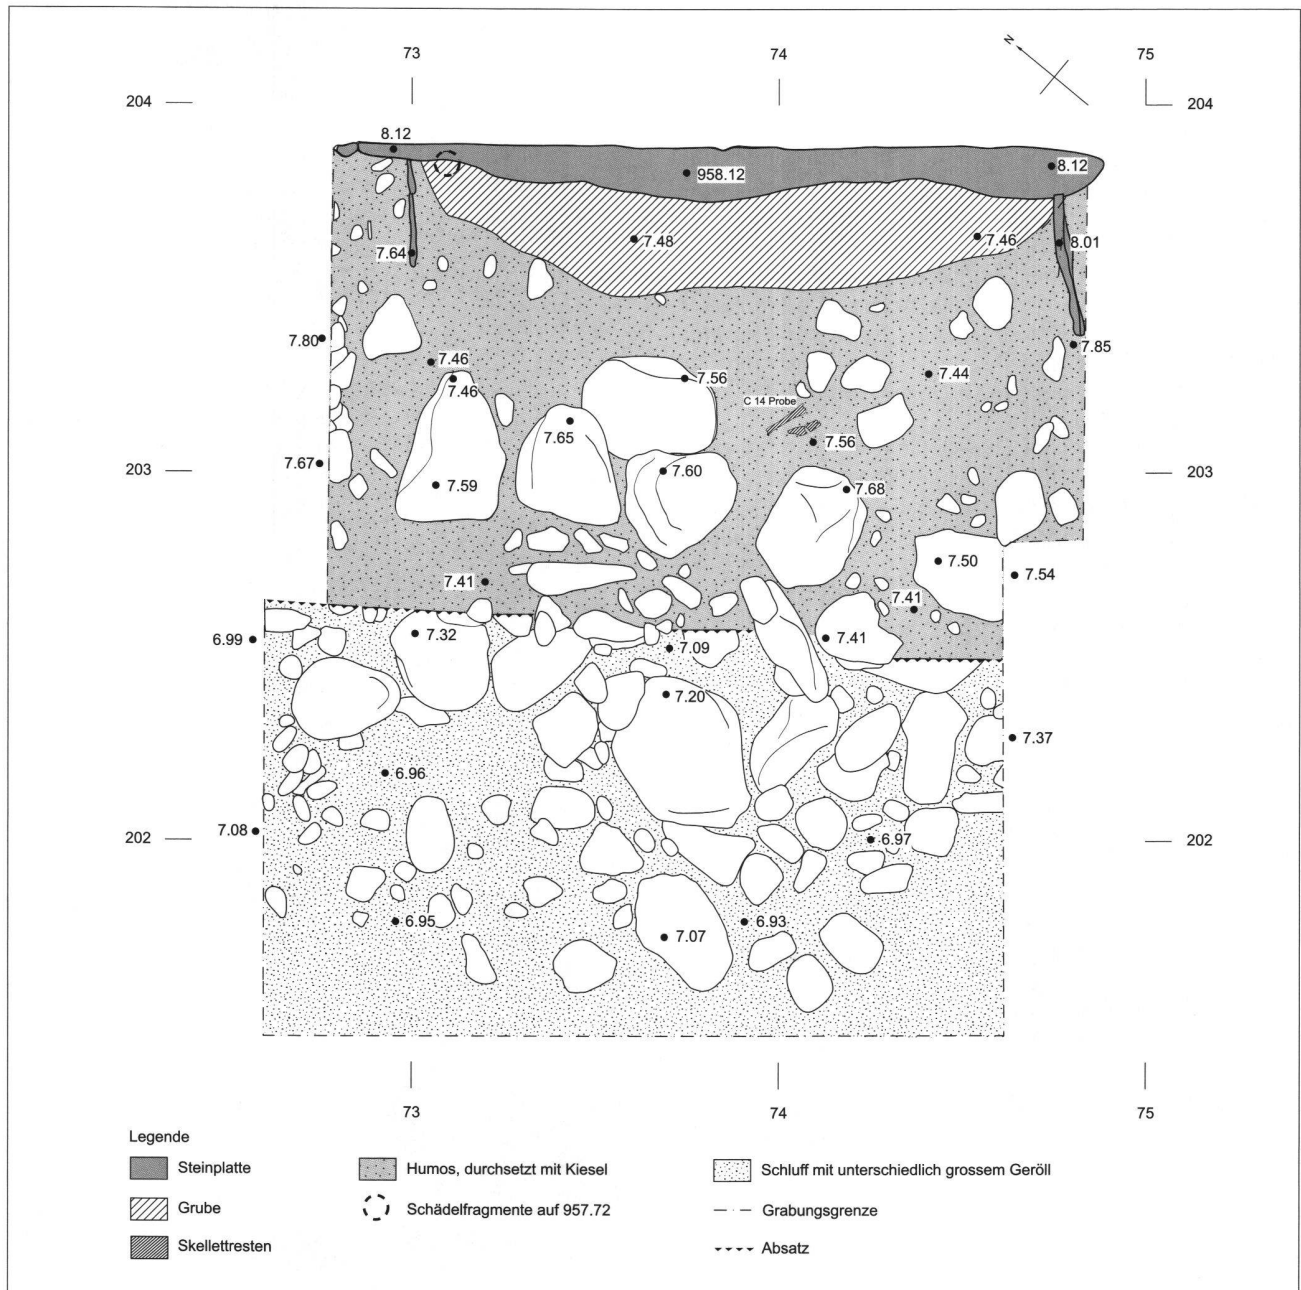 73 74 75
N
204 204
8.12
958.12 8.12
7.48 7.46 8.01
7.64
7.80 7.85
7.46 7.56 7.44
7.46
C 14 Probe
7.65 7.56
7.67 203 7.60 203
7.59 7.68
7.50 7.54
7.41 7.41
6.99 7.32 7.09 7.41
7.20
7.37
6.96
202 7.08 6.97 202
6.95 6.93
7.07
73 74 75
Legende
Steinplatte Humos, durchsetzt mit Kiesel Schluff mit unterschiedlich grossem Geröll
Grube Schädelfragmente auf 957.72 Grabungsgrenze
Skellettresten Absatz